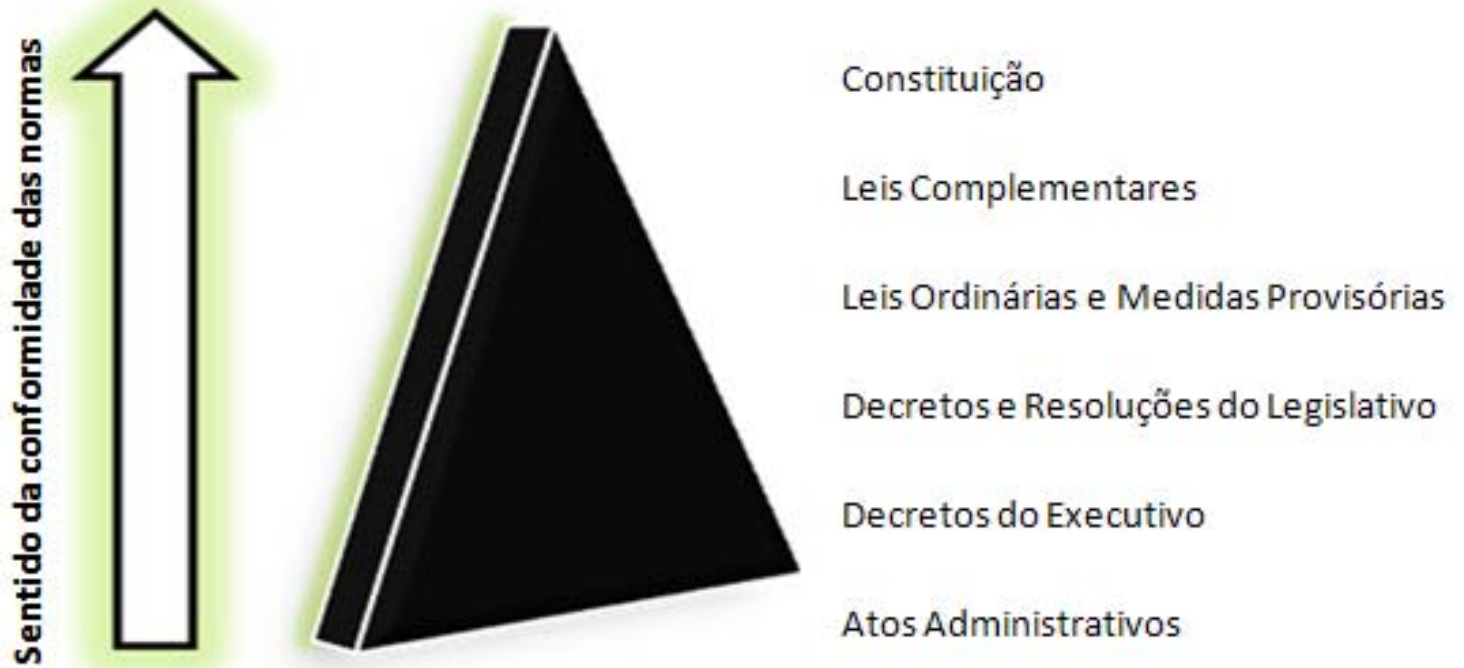 Sentido da conformidade das normas
Constituição
Leis Complementares
Leis Ordinárias e Medidas Provisórias
Decretos e Resoluções do Legislativo
Decretos do Executivo
Atos Administrativos